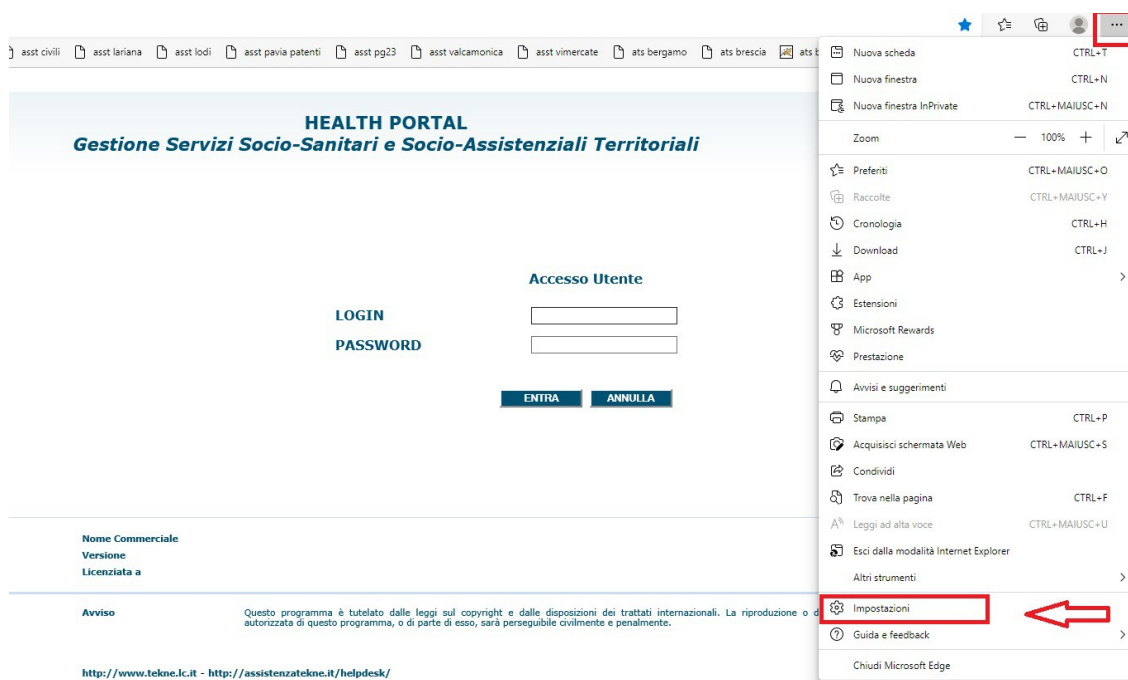 asst civili asst lariana asst lodi asst pavia patenti asst pg23 asst valcamonica asst vimercate ats bergamo ats brescia ats
HEALTH PORTAL
Gestione Servizi Socio-Sanitari e Socio-Assistenziali Territoriali
Accesso Utente
LOGIN
PASSWORD
ENTRA ANNULLA
Nome Commerciale
Versione
Licenziata a
Avviso Questo programma è tutelato dalle leggi sul copyright e dalle disposizioni dei trattati internazionali. La riproduzione o
autorizzata di questo programma, o di parte di esso, sarà perseguibile civilmente e penalmente.
http://www.tekne.lc.it - http://assistenzatekne.it/helpdesk/
Nuova scheda CTRL+T
Nuova finestra CTRL+N
Nuova finestra InPrivate CTRL+MAIUSC+N
Zoom — 100% +
Preferiti CTRL+MAIUSC+O
Raccolte CTRL+MAIUSC+Y
Cronologia CTRL+H
Download CTRL+J
App
Estensioni
Microsoft Rewards
Prestazione
Avvisi e suggerimenti
Stampa CTRL+P
Acquisisci schermata Web CTRL+MAIUSC+S
Condividi
Trova nella pagina CTRL+F
Leggi ad alta voce CTRL+MAIUSC+U
Esci dalla modalità Internet Explorer
Altri strumenti
Impostazioni
Guida e feedback
Chiudi Microsoft Edge